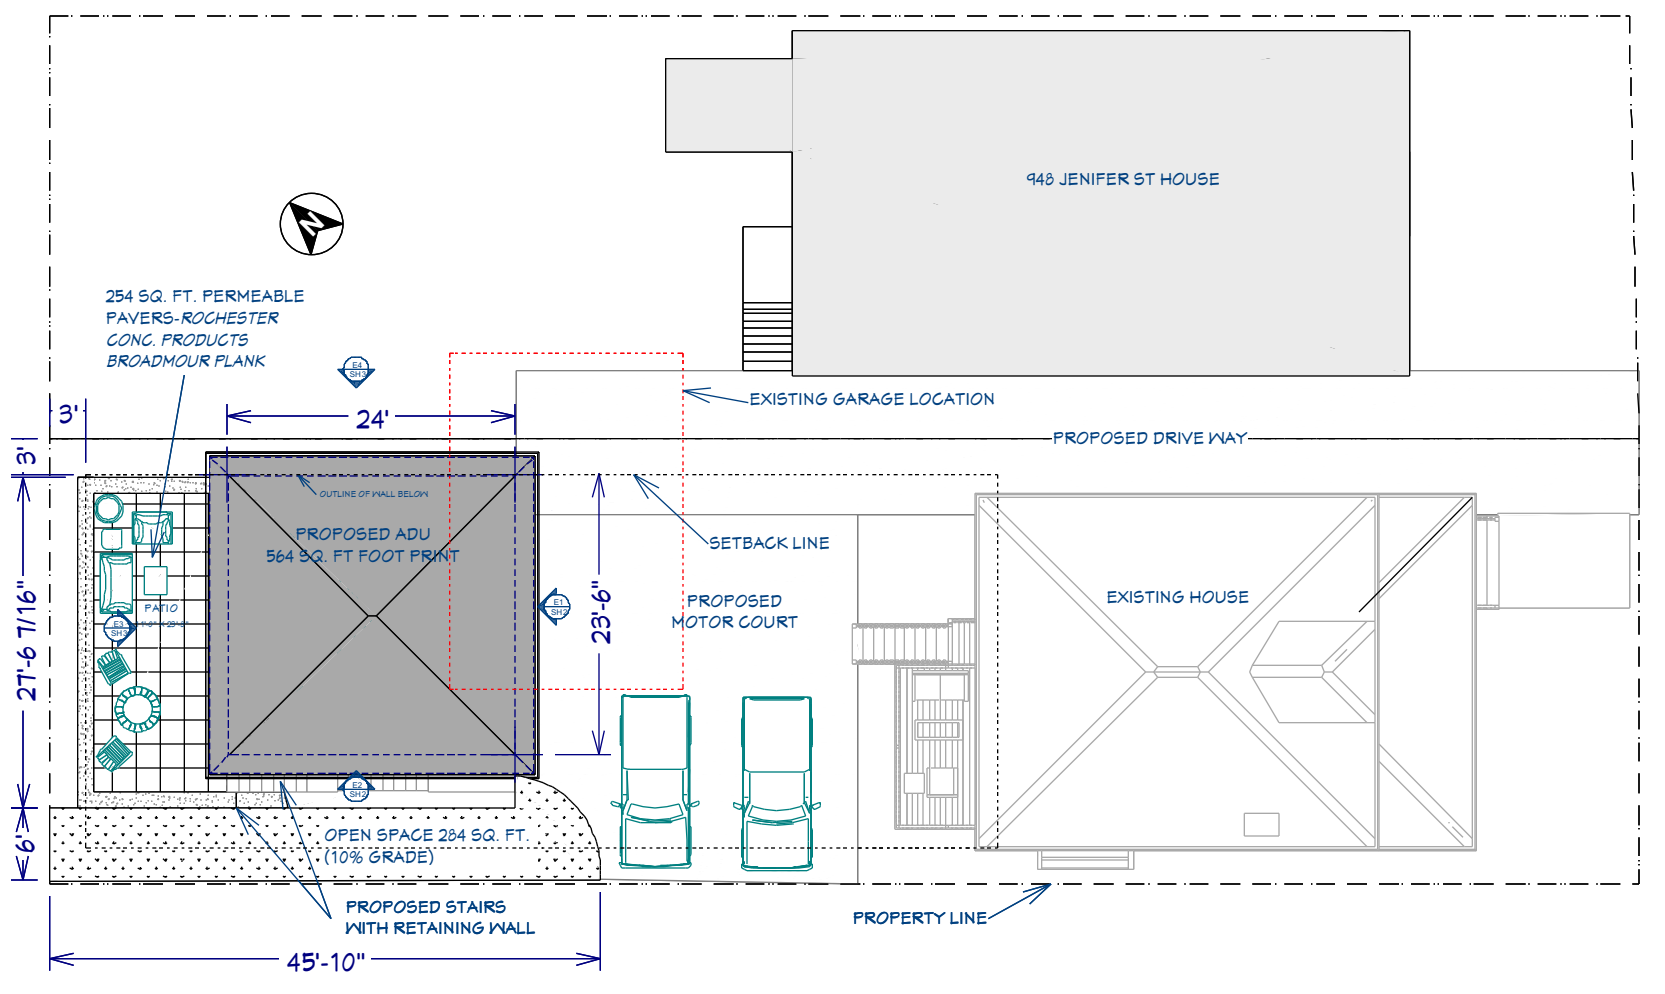 948 JENIFER ST HOUSE
N
254 SQ. FT. PERMEABLE
PAVERS-ROCHESTER
CONC. PRODUCTS
BROADMOUR PLANK
E4
SH3
EXISTING GARAGE LOCATION
3'
24'
PROPOSED DRIVE WAY
3'
OUTLINE OF WALL BELOW
PROPOSED ADU
564 SQ. FT FOOT PRINT
SETBACK LINE
EXISTING HOUSE
PROPOSED
MOTOR COURT
E1
SH2
PATIO
E3
SH3
27'-6 7/16"
23'-6"
E2
SH2
6'
OPEN SPACE 284 SQ. FT.
(10% GRADE)
PROPOSED STAIRS
WITH RETAINING WALL
PROPERTY LINE
45'-10"